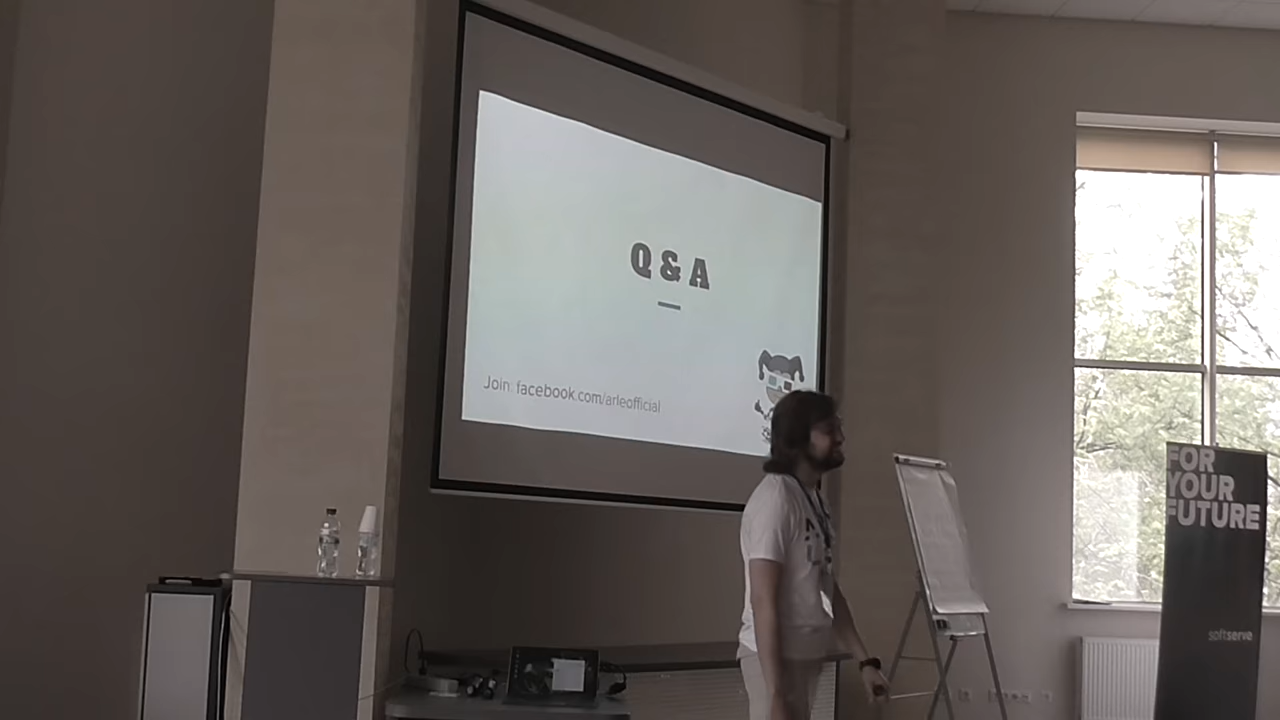 Q & A
Join: facebook.com/arleofficial
FOR
YOUR
FUTURE
softserve